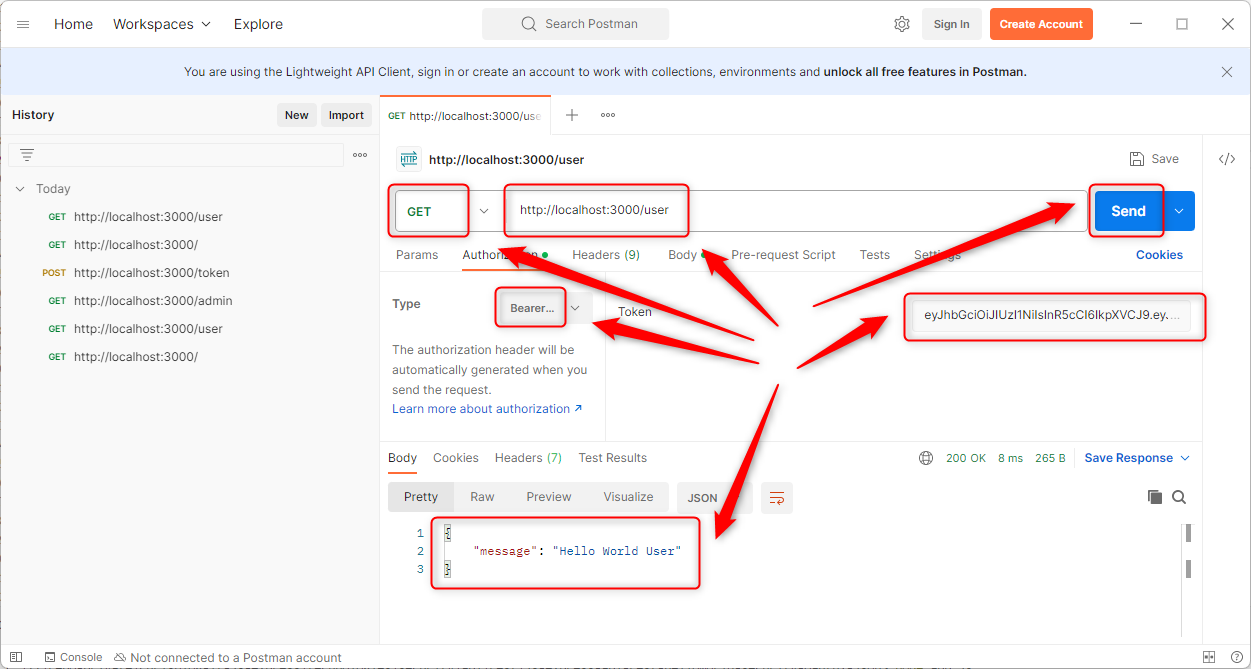 Home Workspaces Explore Search Postman Sign In Create Account
You are using the Lightweight API Client, sign in or create an account to work with collections, environments and unlock all free features in Postman.
History New Import
GET http://localhost:3000/use
HTTP http://localhost:3000/user Save </>
Today
GET http://localhost:3000/user
GET http://localhost:3000/
POST http://localhost:3000/token
GET http://localhost:3000/admin
GET http://localhost:3000/user
GET http://localhost:3000/
GET http://localhost:3000/user Send
Params Authorization Headers (9) Body Pre-request Script Tests Settings Cookies
Type Bearer...
Token eyJhbGciOiJIUzI1NiIsInR5cCI6IkpXVCJ9.ey...
The authorization header will be
automatically generated when you
send the request.
Learn more about authorization ↗
Body Cookies Headers (7) Test Results 200 OK 8 ms 265 B Save Response
Pretty Raw Preview Visualize JSON
1 {
2 "message": "Hello World User"
3 }
Console Not connected to a Postman account